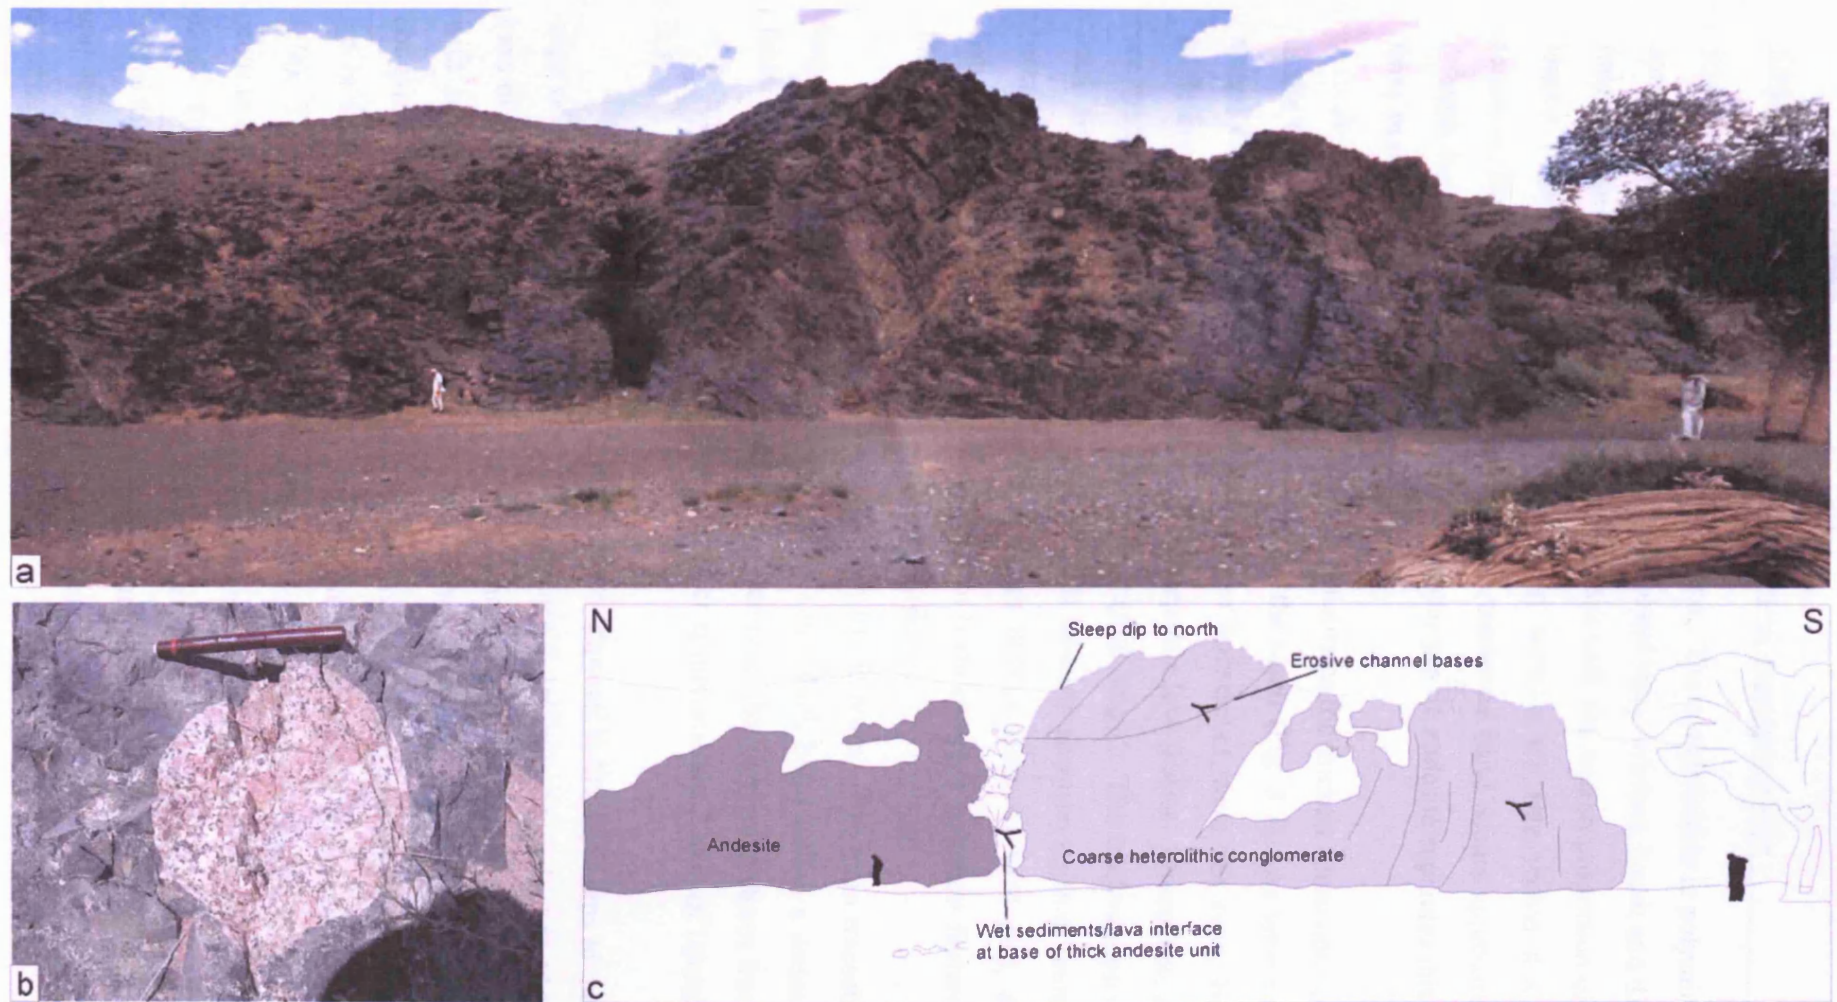 a
b
N
S
Steep dip to north
Erosive channel bases
Andesite
Coarse heterolithic conglomerate
Wet sediments/lava interface
at base of thick andesite unit
c